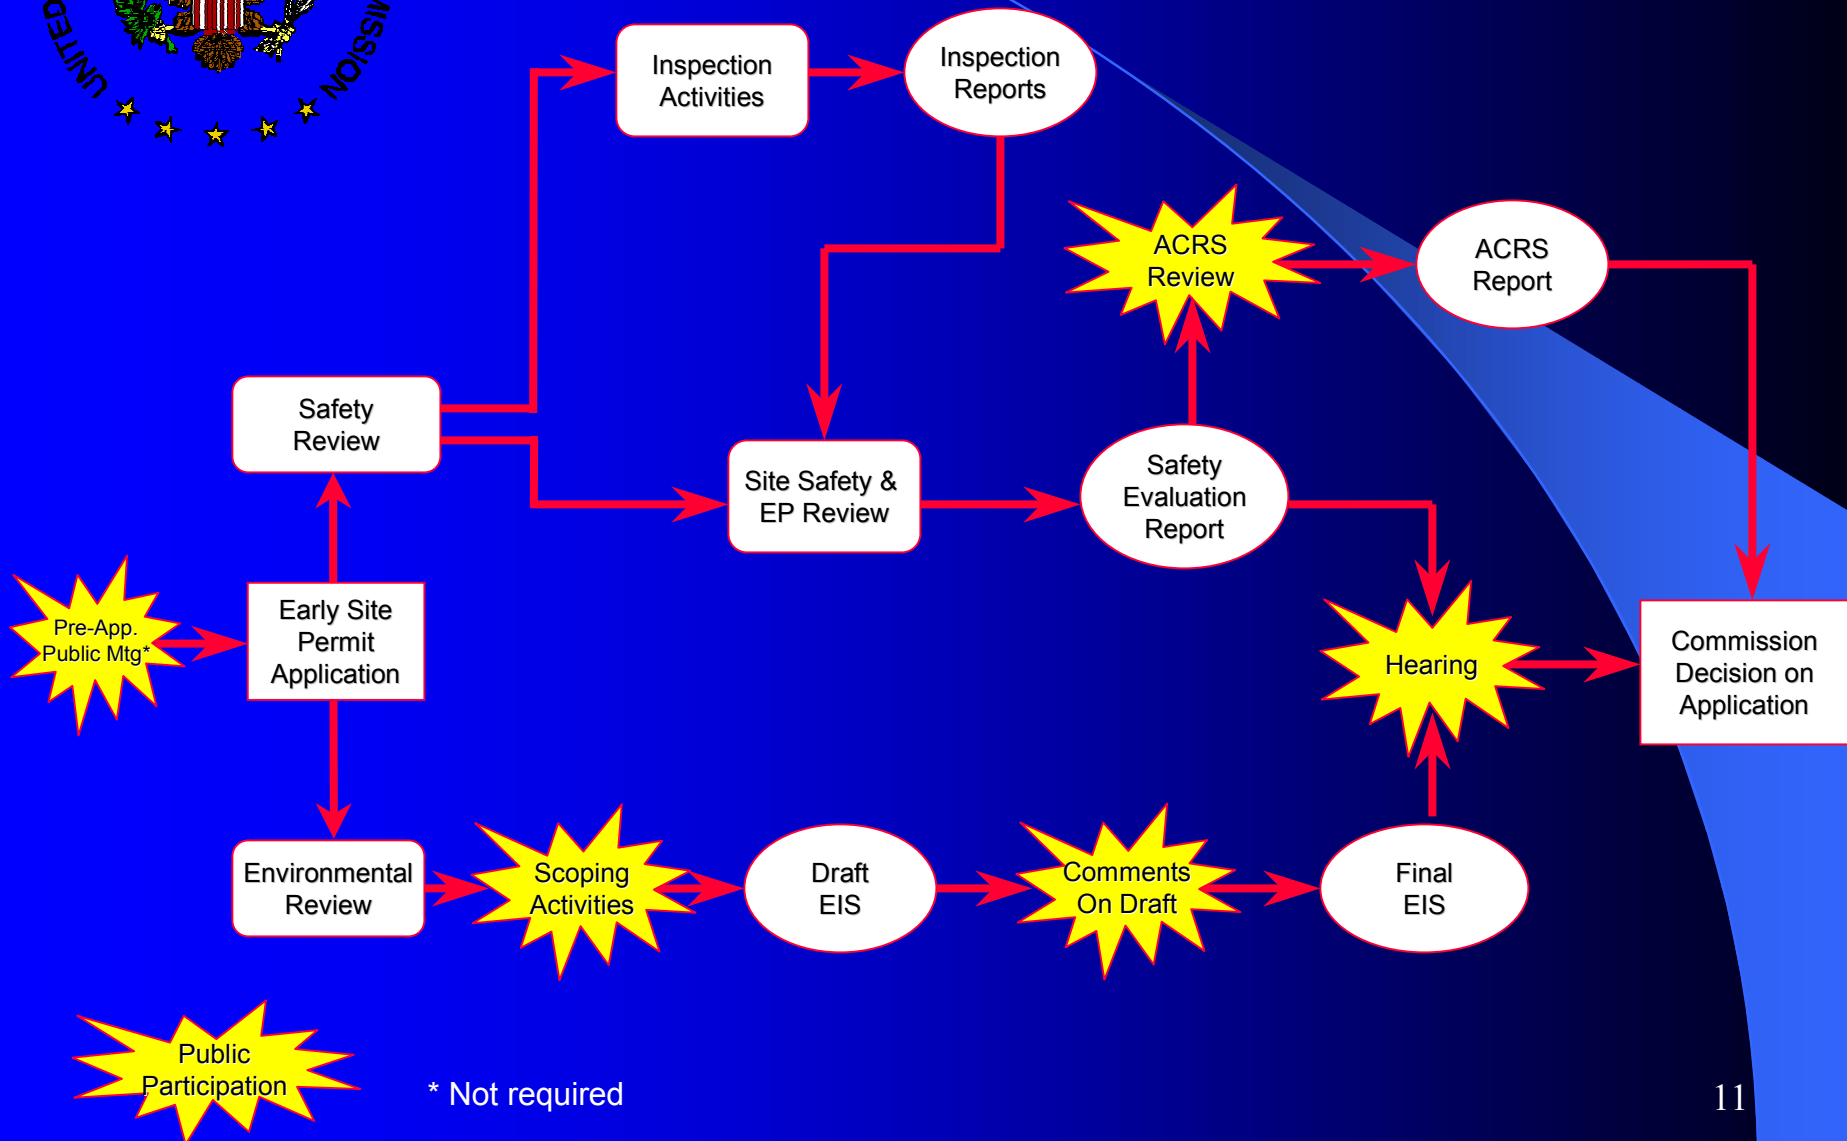 UNITED
MISSION
Inspection
Activities
Inspection
Reports
ACRS
Review
ACRS
Report
Safety
Review
Site Safety &
EP Review
Safety
Evaluation
Report
Pre-App.
Public Mtg*
Early Site
Permit
Application
Hearing
Commission
Decision on
Application
Environmental
Review
Scoping
Activities
Draft
EIS
Comments
On Draft
Final
EIS
Public
Participation
* Not required
11